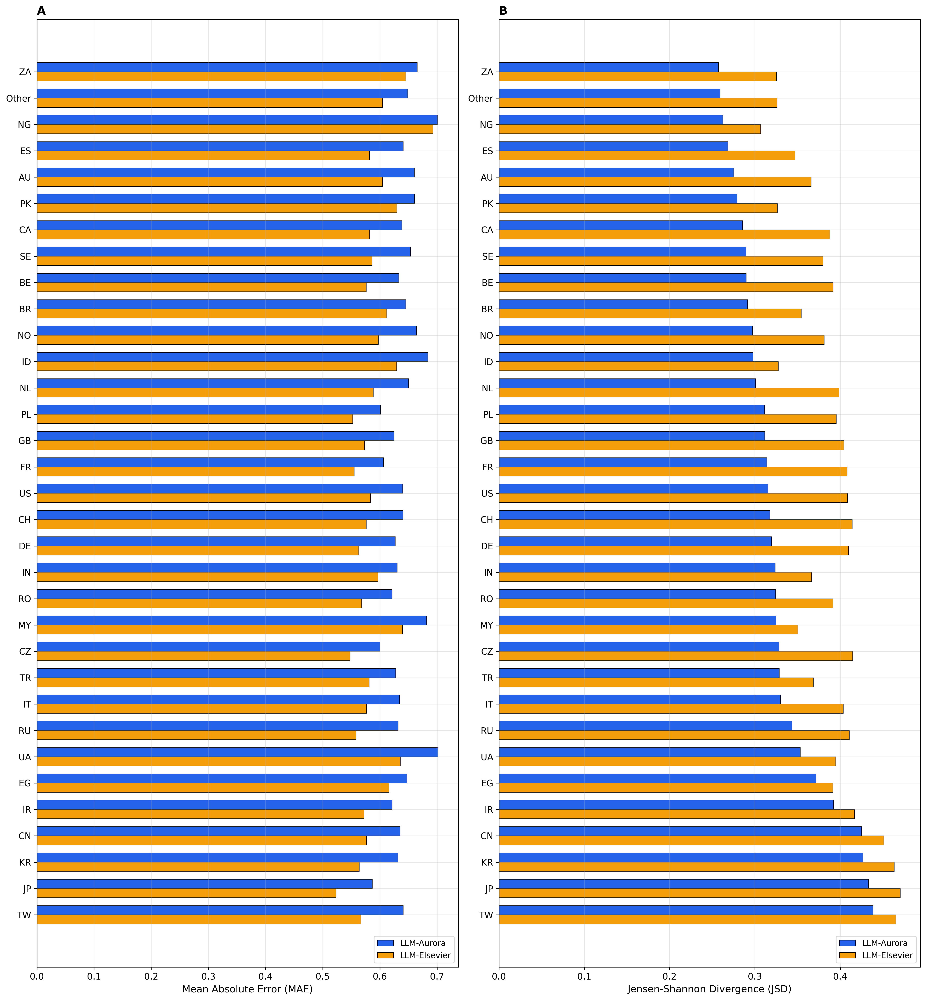 A
ZA
Other
NG
ES
AU
PK
CA
SE
BE
BR
NO
ID
NL
PL
GB
FR
US
CH
DE
IN
RO
MY
CZ
TR
IT
RU
UA
EG
IR
CN
KR
JP
TW
LLM-Aurora
LLM-Elsevier
0.0 0.1 0.2 0.3 0.4 0.5 0.6 0.7
Mean Absolute Error (MAE)
B
ZA
Other
NG
ES
AU
PK
CA
SE
BE
BR
NO
ID
NL
PL
GB
FR
US
CH
DE
IN
RO
MY
CZ
TR
IT
RU
UA
EG
IR
CN
KR
JP
TW
LLM-Aurora
LLM-Elsevier
0.0 0.1 0.2 0.3 0.4
Jensen-Shannon Divergence (JSD)